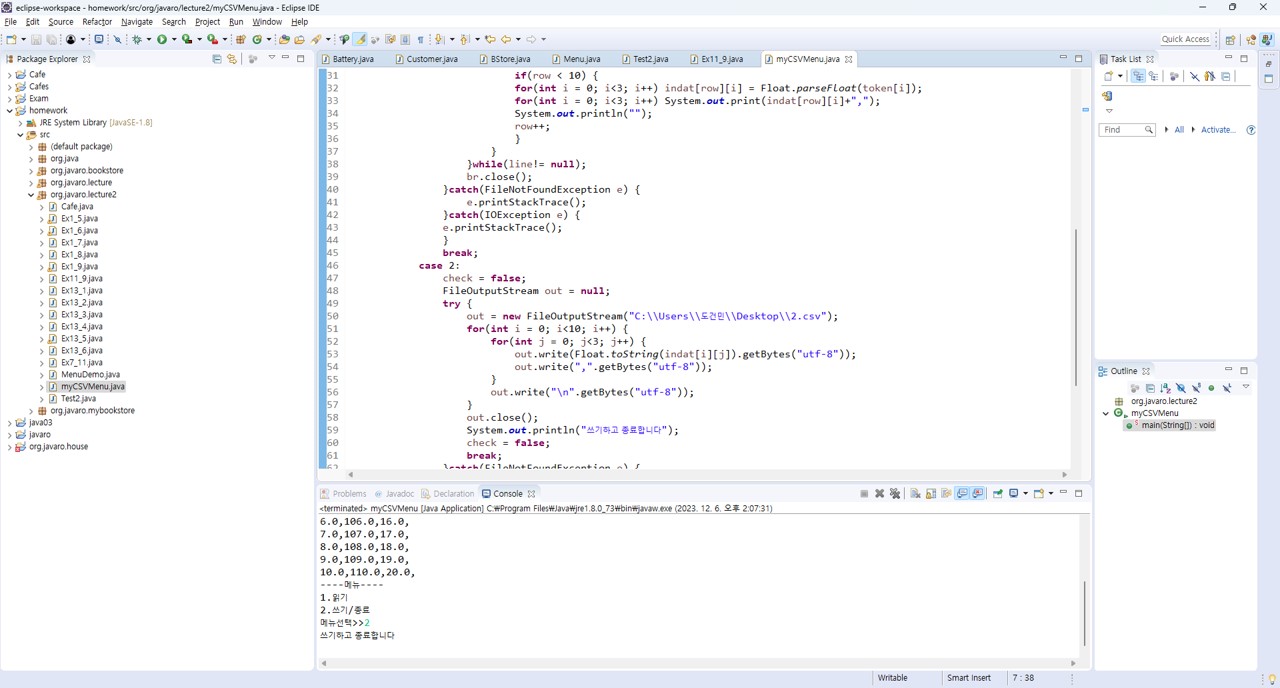 eclipse-workspace - homework/src/org/javaro/lecture2/myCSVMenu.java - Eclipse IDE
File Edit Source Refactor Navigate Search Project Run Window Help
Quick Access
Package Explorer
Cafe
Cafes
Exam
homework
JRE System Library [JavaSE-1.8]
src
(default package)
org.java
org.javaro.bookstore
org.javaro.lecture
org.javaro.lecture2
Cafe.java
Ex1_5.java
Ex1_6.java
Ex1_7.java
Ex1_8.java
Ex1_9.java
Ex11_9.java
Ex13_1.java
Ex13_2.java
Ex13_3.java
Ex13_4.java
Ex13_5.java
Ex13_6.java
Ex7_11.java
MenuDemo.java
myCSVMenu.java
Test2.java
org.javaro.mybookstore
java03
javaro
org.javaro.house
Battery.java Customer.java BStore.java Menu.java Test2.java Ex11_9.java myCSVMenu.java
31 if(row < 10) {
32 for(int i = 0; i<3; i++) indat[row][i] = Float.parseFloat(token[i]);
33 for(int i = 0; i<3; i++) System.out.print(indat[row][i]+",");
34 System.out.println("");
35 row++;
36 }
37 }
38 }while(line!= null);
39 br.close();
40 }catch(FileNotFoundException e) {
41 e.printStackTrace();
42 }catch(IOException e) {
43 e.printStackTrace();
44 }
45 break;
46 case 2:
47 check = false;
48 FileOutputStream out = null;
49 try {
50 out = new FileOutputStream("C:\\Users\\도건민\\Desktop\\2.csv");
51 for(int i = 0; i<10; i++) {
52 for(int j = 0; j<3; j++) {
53 out.write(Float.toString(indat[i][j]).getBytes("utf-8"));
54 out.write(",".getBytes("utf-8"));
55 }
56 out.write("\n".getBytes("utf-8"));
57 }
58 out.close();
59 System.out.println("쓰기하고 종료합니다");
60 check = false;
61 break;
62 }catch(FileNotFoundException e) {
Problems Javadoc Declaration Console
<terminated> myCSVMenu [Java Application] C:₩Program Files₩Java₩jre1.8.0_73₩bin₩javaw.exe (2023. 12. 6. 오후 2:07:31)
6.0,106.0,16.0,
7.0,107.0,17.0,
8.0,108.0,18.0,
9.0,109.0,19.0,
10.0,110.0,20.0,
----메뉴----
1.읽기
2.쓰기/종료
메뉴선택>>2
쓰기하고 종료합니다
Task List
Find All Activate...
Outline
org.javaro.lecture2
myCSVMenu
main(String[]) : void
Writable Smart Insert 7 : 38